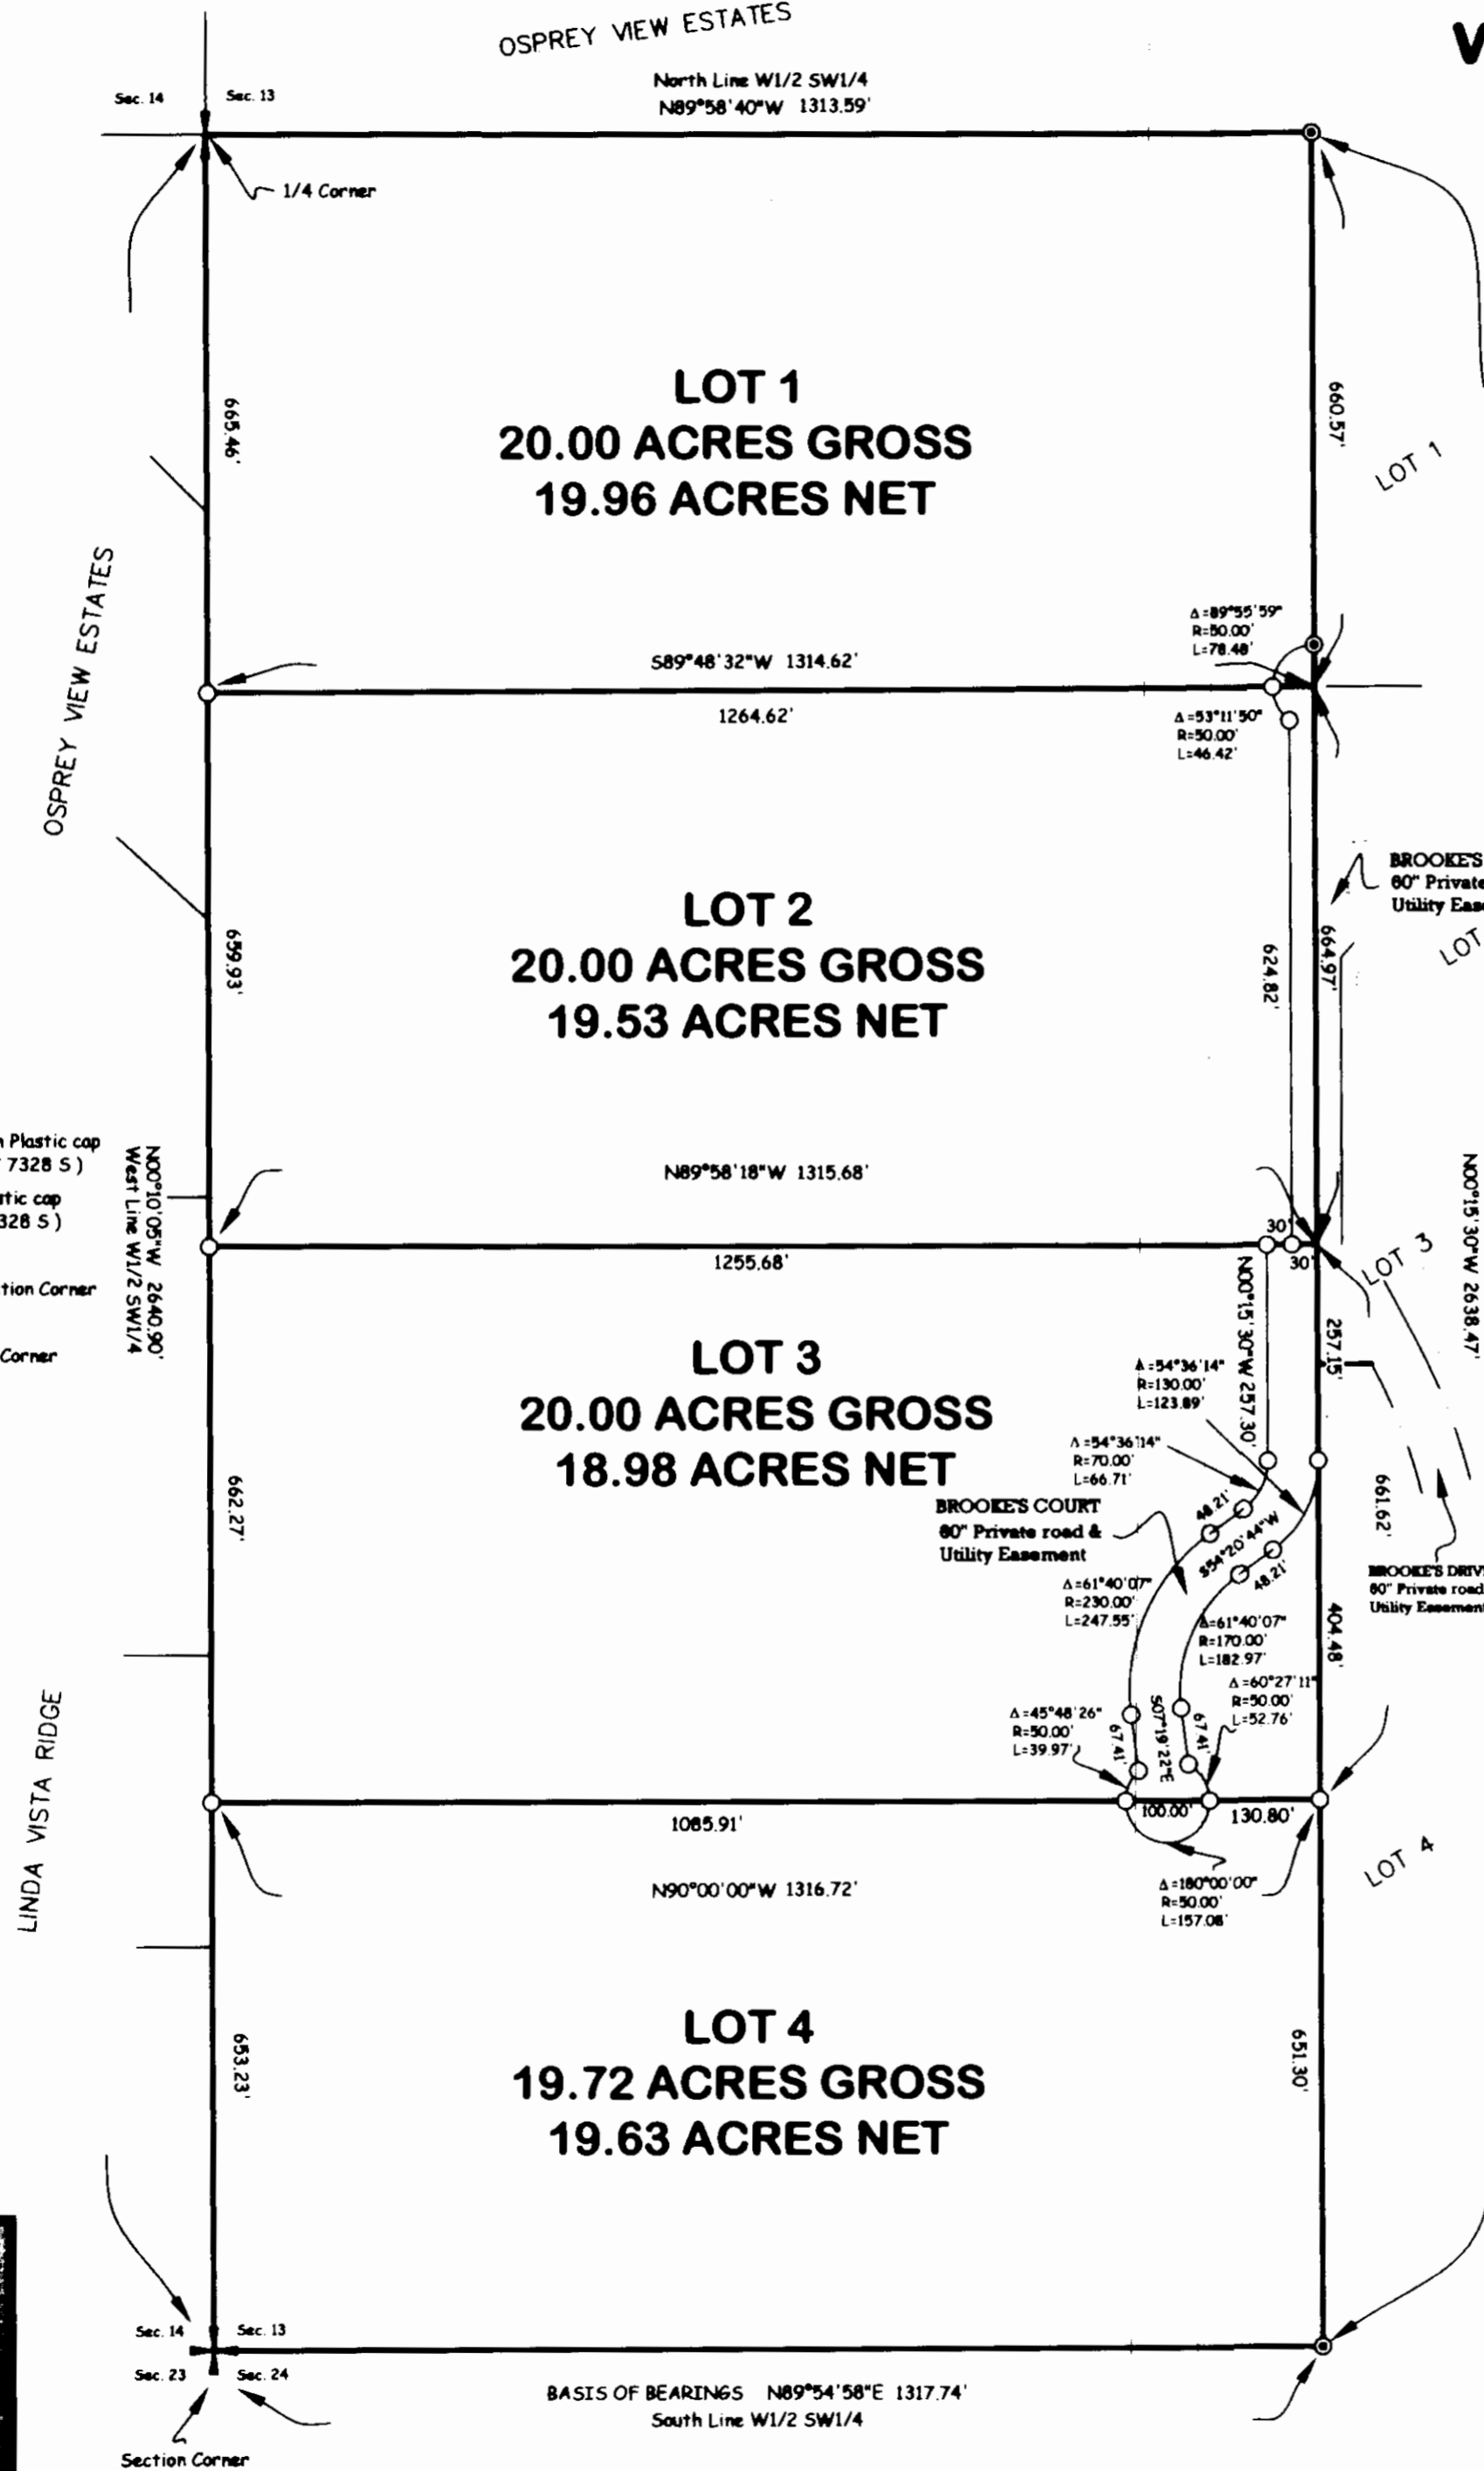 OSPREY VIEW ESTATES
North Line W1/2 SW1/4
N89°58'40"W 1313.59'
Sec. 14
Sec. 13
1/4 Corner
LOT 1
20.00 ACRES GROSS
19.96 ACRES NET
665.46'
660.57'
LOT 1
OSPREY VIEW ESTATES
Δ=89°55'59"
R=50.00'
L=78.48'
S89°48'32"W 1314.62'
1264.62'
Δ=53°11'50"
R=50.00'
L=46.42'
BROOKE'S
60" Private
LOT 2
20.00 ACRES GROSS
19.53 ACRES NET
659.93'
624.82'
664.97'
LOT
Plastic cap
7328 S )
328 S )
N00°10'05"W 2640.90'
West Line W1/2 SW1/4
N89°58'18"W 1315.68'
1255.68'
30'
30'
N00°15'30"W 2638.47'
tion Corner
Corner
LOT 3
LOT 3
20.00 ACRES GROSS
18.98 ACRES NET
N00°15'30"W 257.30'
257.15'
Δ=54°36'14"
R=130.00'
L=123.89'
Δ=54°36'14"
R=70.00'
L=66.71'
662.27'
661.62'
BROOKE'S COURT
60" Private road &
Utility Easement
48.21'
S54°20'44"W
48.21'
BROOKE'S DRIV
60" Private road
Utility Easement
Δ=61°40'07"
R=230.00'
L=247.55'
Δ=61°40'07"
R=170.00'
L=182.97'
404.48'
Δ=60°27'11"
R=50.00'
L=52.76'
Δ=45°48'26"
R=50.00'
L=39.97'
67.41'
S07°19'22"E
67.41'
LINDA VISTA RIDGE
1085.91'
100.00'
130.80'
N90°00'00"W 1316.72'
Δ=180°00'00"
R=50.00'
L=157.08'
LOT 4
LOT 4
19.72 ACRES GROSS
19.63 ACRES NET
653.23'
651.30'
Sec. 14
Sec. 13
Sec. 23
Sec. 24
BASIS OF BEARINGS N89°54'58"E 1317.74'
South Line W1/2 SW1/4
Section Corner